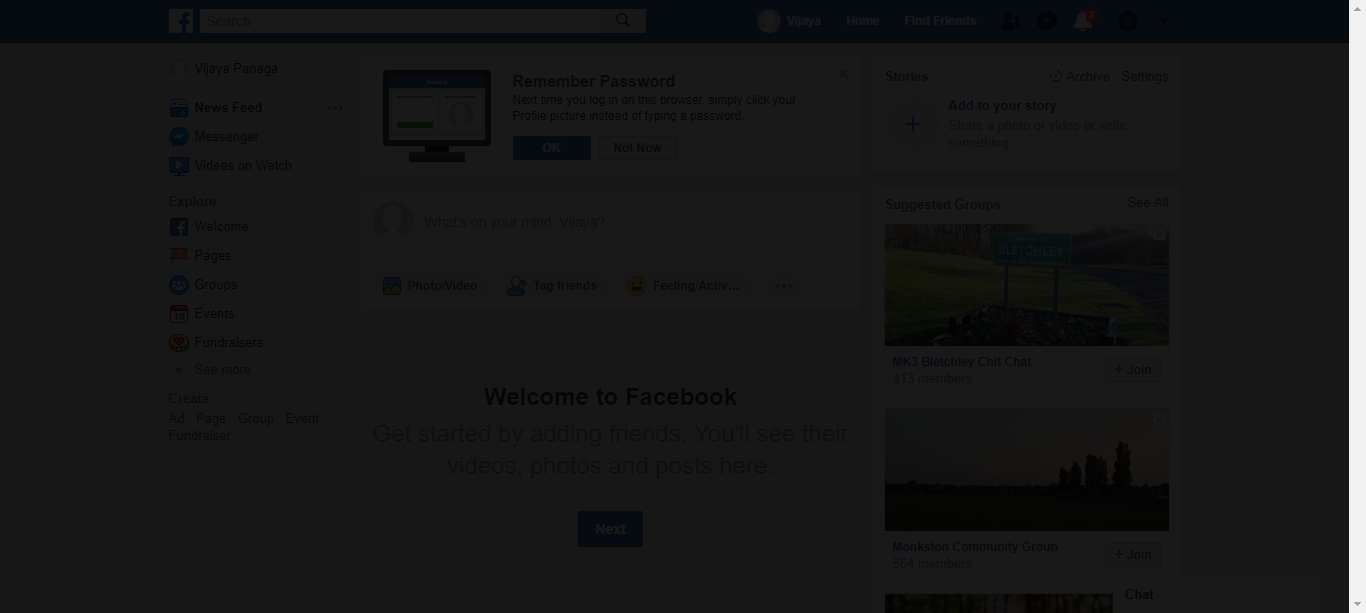 Search
Vijaya
Home
Find Friends
2
Vijaya Panaga
News Feed
Messenger
Videos on Watch
Explore
Welcome
Pages
Groups
Events
Fundraisers
See more...
Create
Ad Page Group Event
Fundraiser
Remember Password
Next time you log in on this browser, simply click your
Profile picture instead of typing a password.
OK
Not Now
What's on your mind, Vijaya?
Photo/Video
Tag friends
Feeling/Activ...
Welcome to Facebook
Get started by adding friends. You'll see their
videos, photos and posts here.
Next
Stories
Archive
Settings
Add to your story
Share a photo or video or write
something
Suggested Groups
See All
BLETCHLEY
MK3 Bletchley Chit Chat
413 members
+ Join
Monkston Community Group
564 members
+ Join
Chat